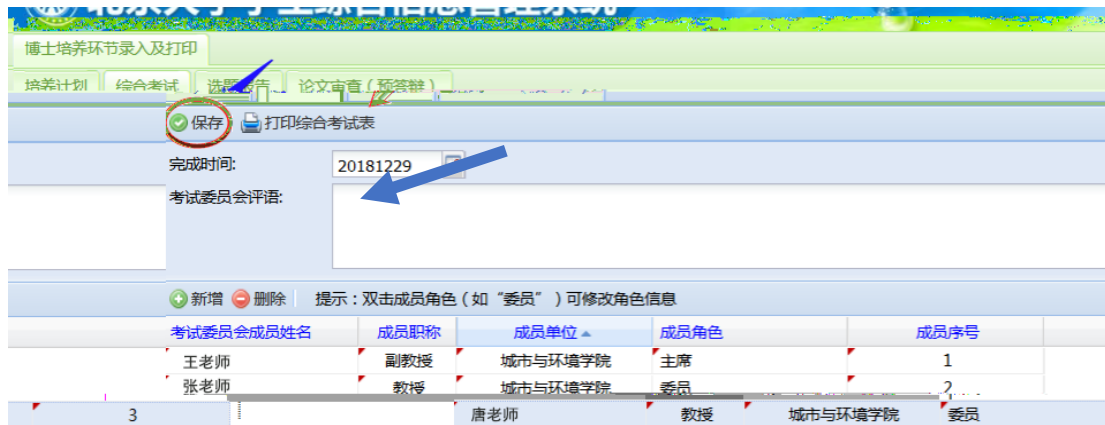 博士培养环节录入及打印
培养计划 综合考试 选题报告 论文审查（预答辩）
保存 打印综合考试表
完成时间: 20181229
考试委员会评语:
新增 删除 提示：双击成员角色（如“委员”）可修改角色信息
考试委员会成员姓名 成员职称 成员单位 成员角色 成员序号
王老师 副教授 城市与环境学院 主席 1
张老师 教授 城市与环境学院 委员 2
3 唐老师 教授 城市与环境学院 委员